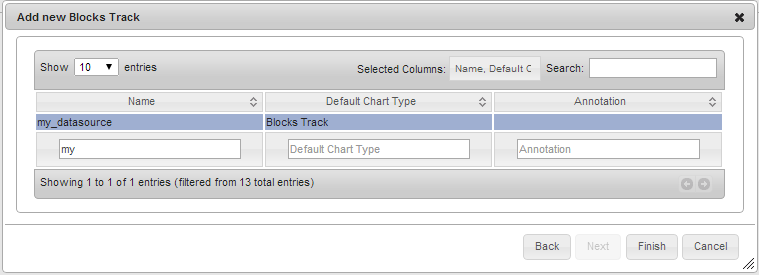 Add new Blocks Track
Show 10 entries Selected Columns: Name, Default C Search:
Name Default Chart Type Annotation
my_datasource Blocks Track
my Default Chart Type Annotation
Showing 1 to 1 of 1 entries (filtered from 13 total entries)
Back Next Finish Cancel